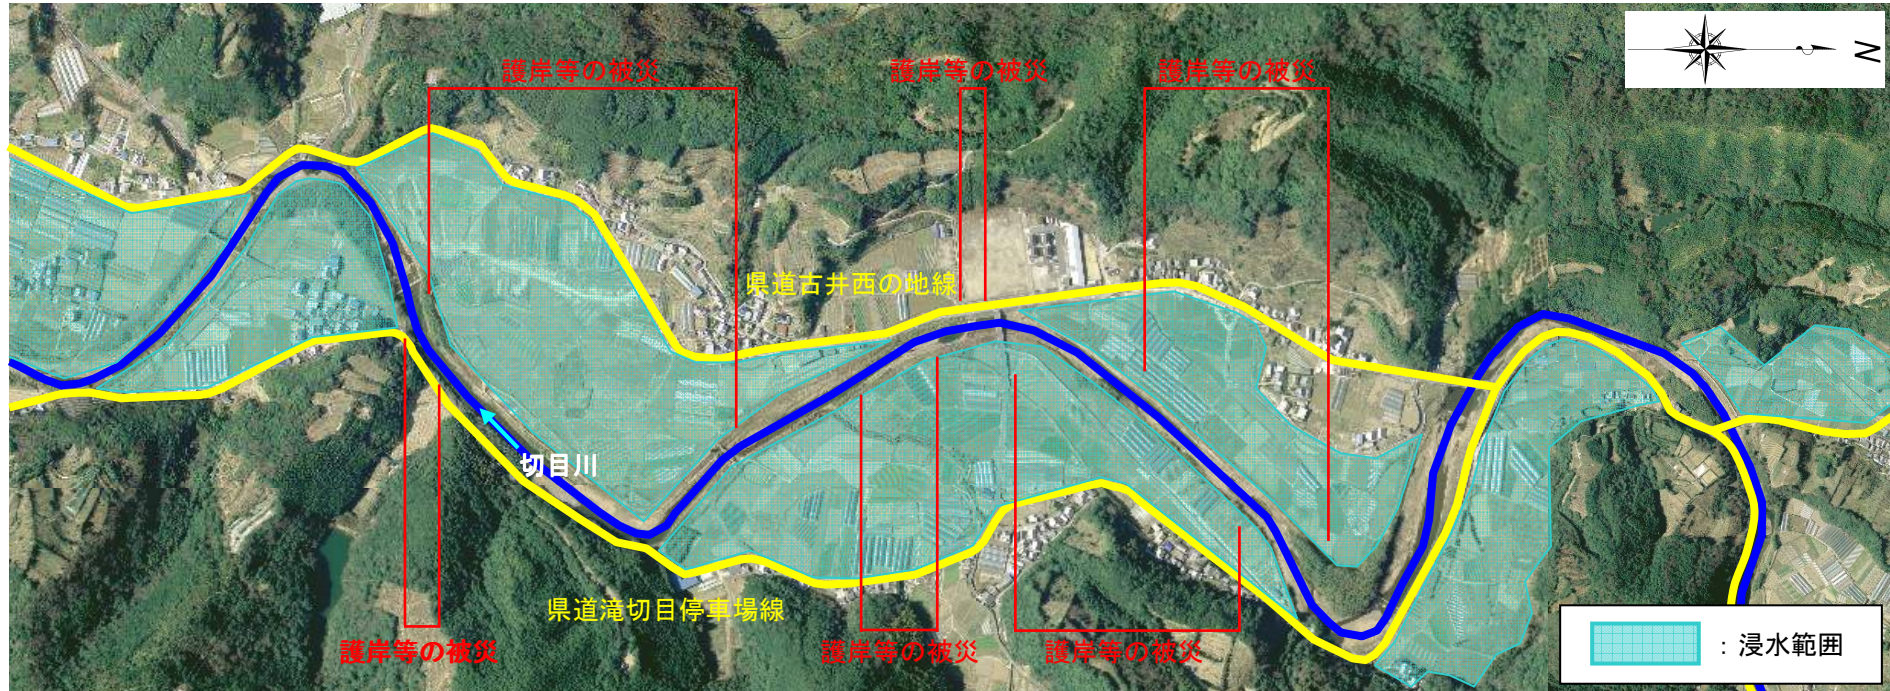 護岸等の被災
護岸等の被災
護岸等の被災
N
県道古井西の地線
切目川
県道滝切目停車場線
護岸等の被災
護岸等の被災
護岸等の被災
：浸水範囲